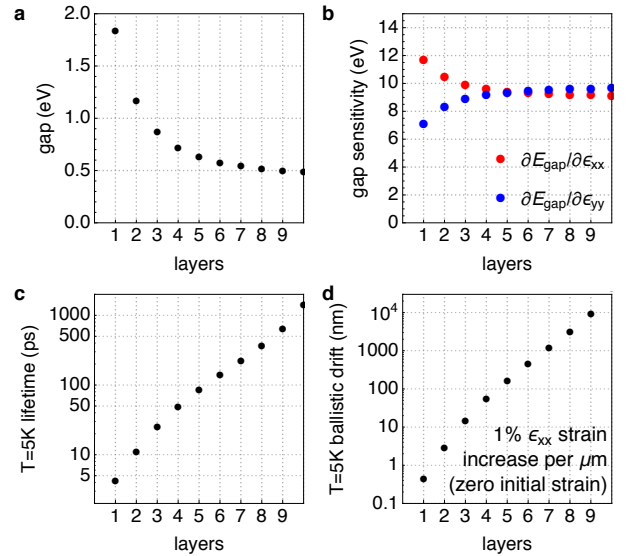 a
2.0
1.5
1.0
0.5
0.0
gap (eV)
1 2 3 4 5 6 7 8 9
layers
b
14
12
10
8
6
4
2
0
gap sensitivity (eV)
∂E_gap/∂ϵ_xx
∂E_gap/∂ϵ_yy
1 2 3 4 5 6 7 8 9
layers
c
1000
500
100
50
10
5
T=5K lifetime (ps)
1 2 3 4 5 6 7 8 9
layers
d
10^4
1000
100
10
1
0.1
T=5K ballistic drift (nm)
1% ϵ_xx strain
increase per μm
(zero initial strain)
1 2 3 4 5 6 7 8 9
layers